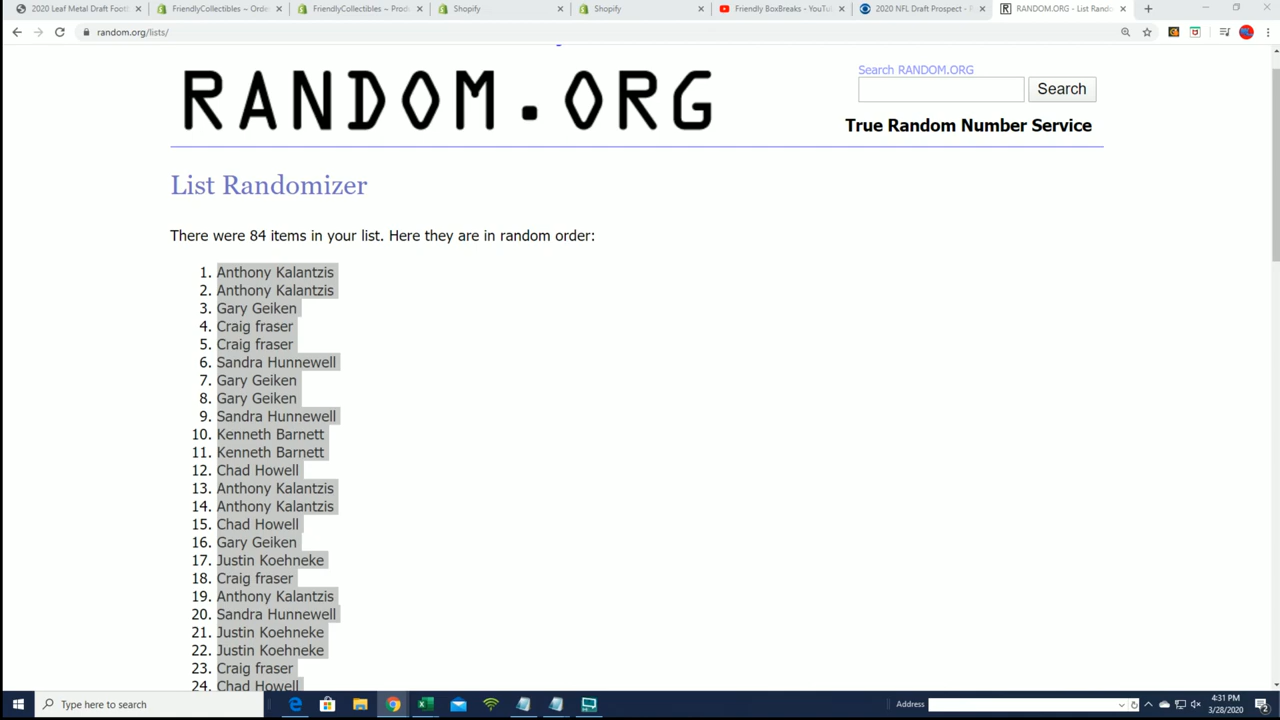 2020 Leaf Metal Draft Foot
FriendlyCollectibles ~ Orde
FriendlyCollectibles ~ Prod
Shopify
Shopify
Friendly BoxBreaks - YouTu
2020 NFL Draft Prospect - F
RANDOM.ORG - List Rando
random.org/lists/
RANDOM.ORG
Search RANDOM.ORG
Search
True Random Number Service
List Randomizer
There were 84 items in your list. Here they are in random order:
1. Anthony Kalantzis
2. Anthony Kalantzis
3. Gary Geiken
4. Craig fraser
5. Craig fraser
6. Sandra Hunnewell
7. Gary Geiken
8. Gary Geiken
9. Sandra Hunnewell
10. Kenneth Barnett
11. Kenneth Barnett
12. Chad Howell
13. Anthony Kalantzis
14. Anthony Kalantzis
15. Chad Howell
16. Gary Geiken
17. Justin Koehneke
18. Craig fraser
19. Anthony Kalantzis
20. Sandra Hunnewell
21. Justin Koehneke
22. Justin Koehneke
23. Craig fraser
24. Chad Howell
Type here to search
Address
4:31 PM
3/28/2020
2